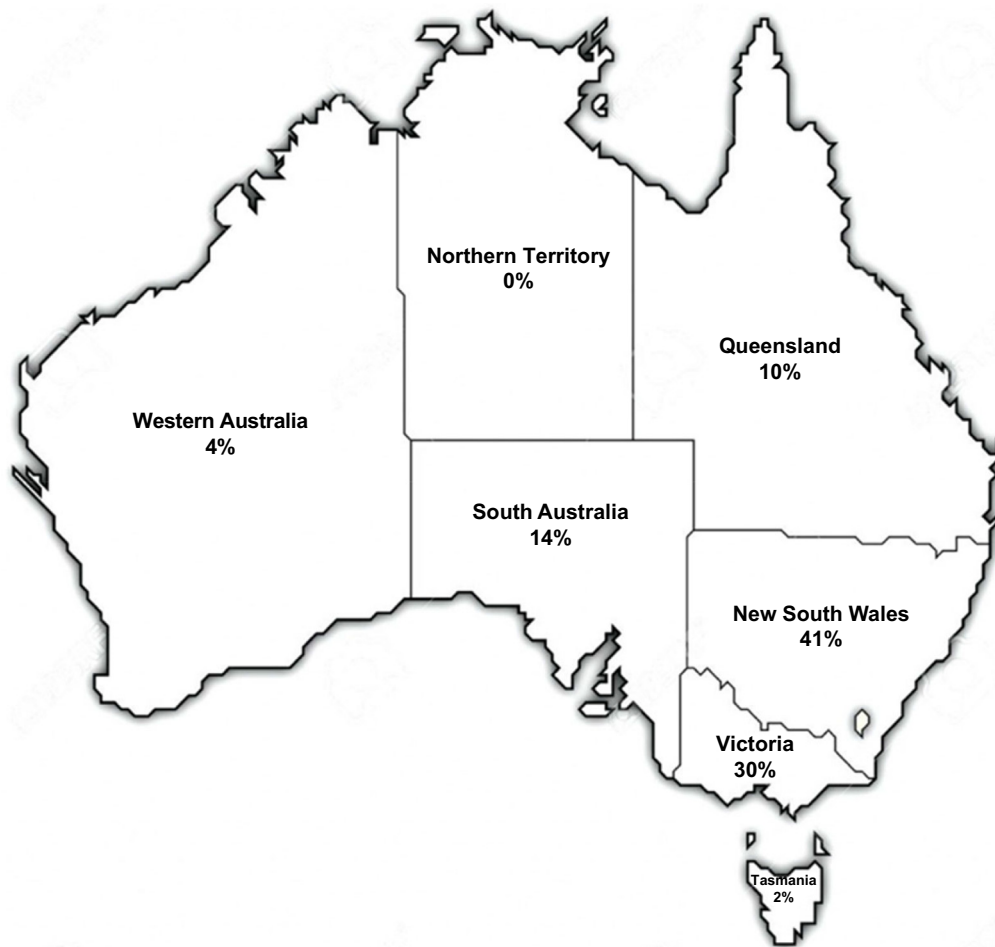 Northern Territory
0%
Queensland
10%
Western Australia
4%
South Australia
14%
New South Wales
41%
Victoria
30%
Tasmania
2%